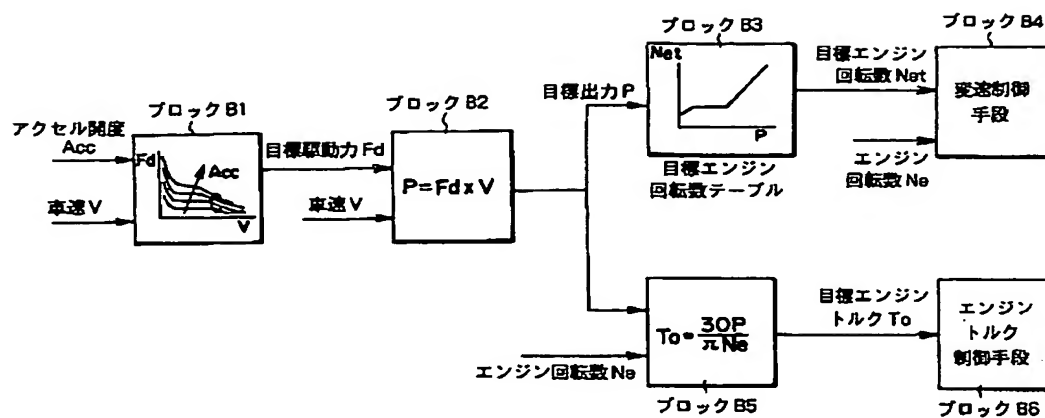 ブロック B1
アクセル開度
Acc
車速 V
Fd
Acc
V
目標駆動力 Fd
車速 V
ブロック B2
P=Fd×V
目標出力 P
ブロック B3
Net
P
目標エンジン
回転数テーブル
目標エンジン
回転数 Net
エンジン
回転数 Ne
ブロック B4
変速制御
手段
エンジン回転数 Ne
To=30P/πNe
ブロック B5
目標エンジン
トルク To
エンジン
トルク
制御手段
ブロック B6